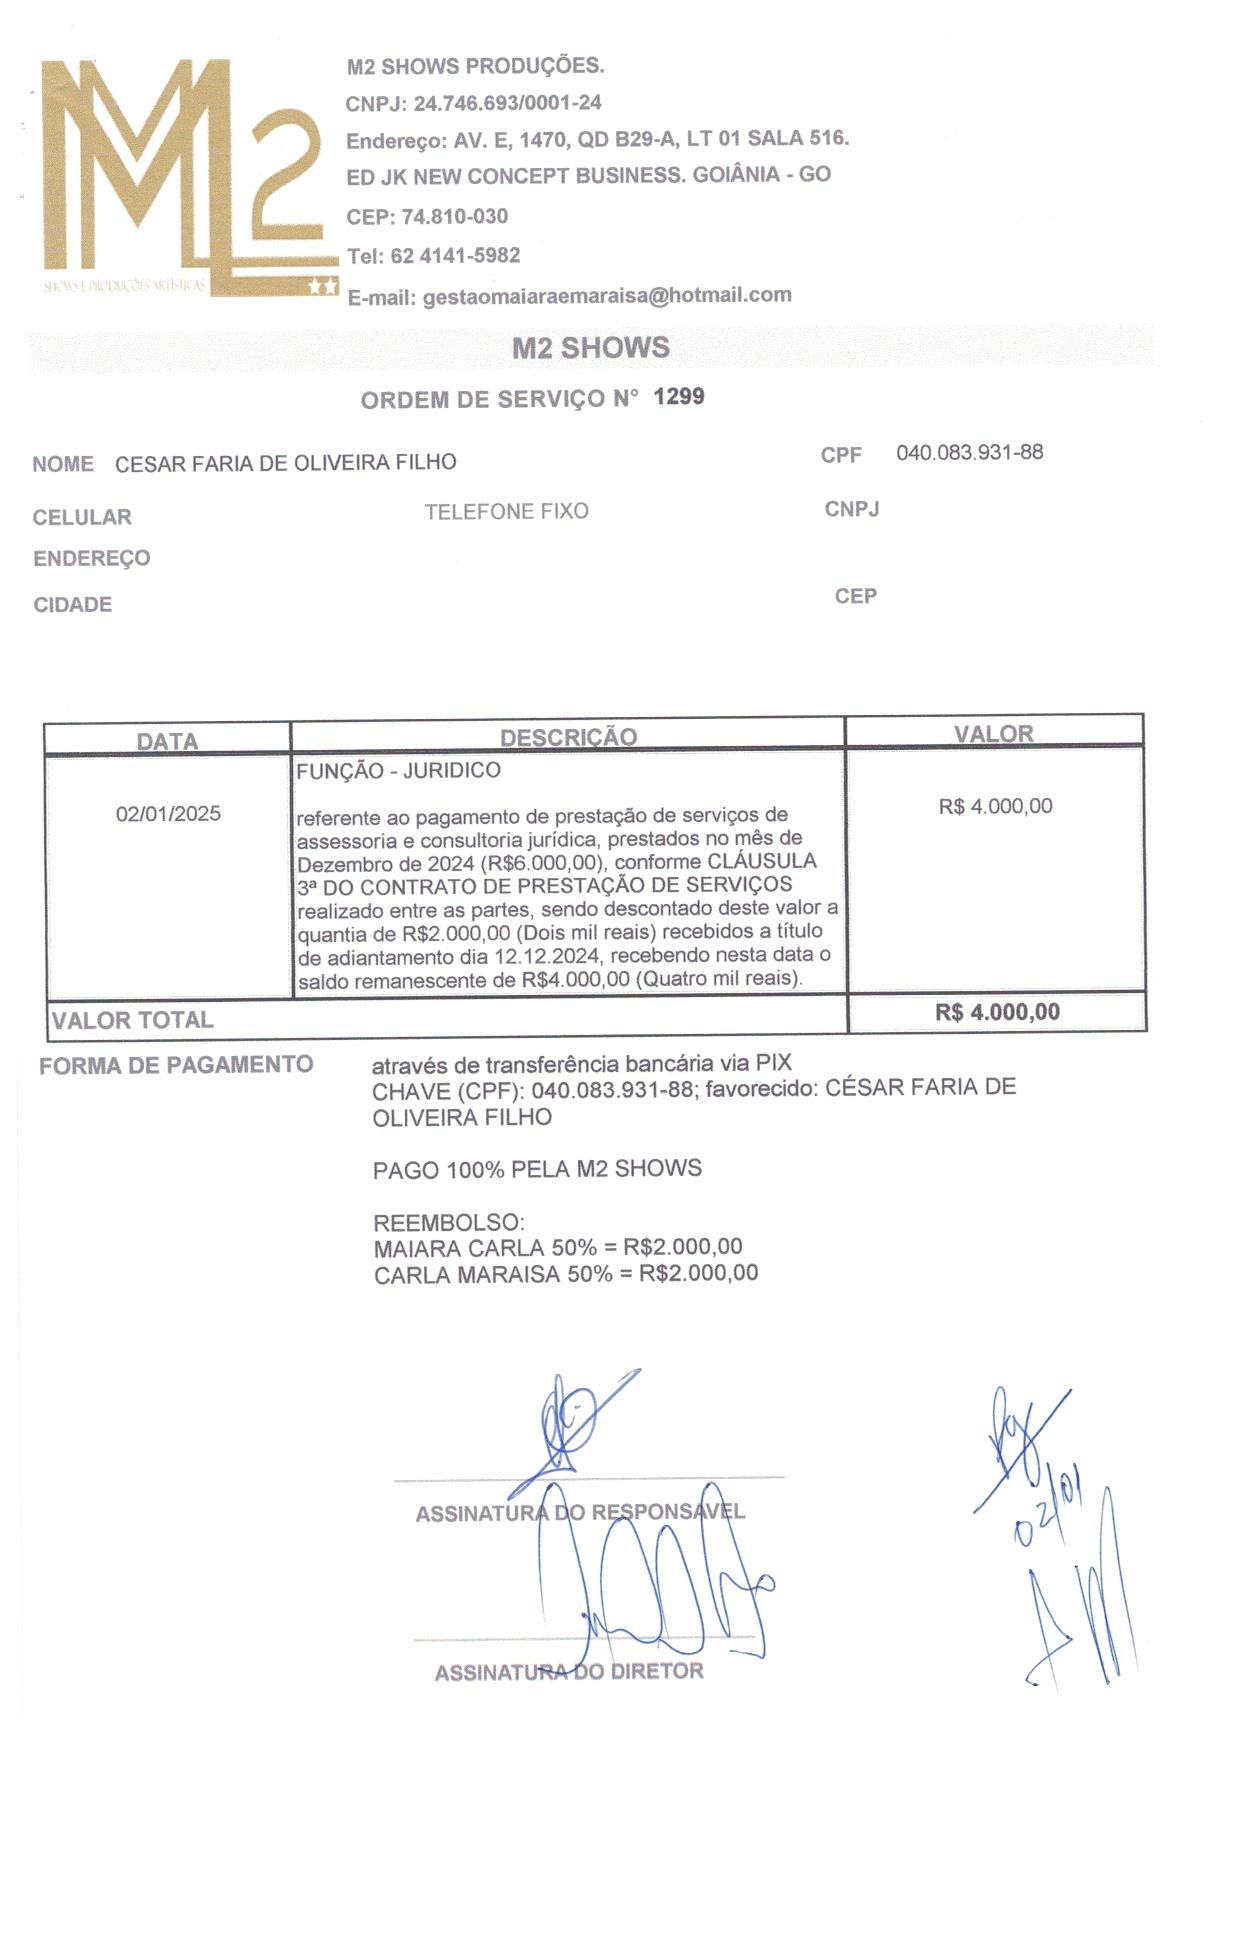 M2 SHOWS PRODUÇÕES.
CNPJ: 24.746.693/0001-24
Endereço: AV. E, 1470, QD B29-A, LT 01 SALA 516.
ED JK NEW CONCEPT BUSINESS. GOIÂNIA - GO
CEP: 74.810-030
Tel: 62 4141-5982
E-mail: gestaomaiaraemaraisa@hotmail.com
M2
SHOWS E PRODUÇÕES ARTÍSTICAS
M2 SHOWS
ORDEM DE SERVIÇO N° 1299
NOME CESAR FARIA DE OLIVEIRA FILHO CPF 040.083.931-88
CELULAR TELEFONE FIXO CNPJ
ENDEREÇO
CIDADE CEP
DATA DESCRIÇÃO VALOR
FUNÇÃO - JURIDICO
02/01/2025 R$ 4.000,00
referente ao pagamento de prestação de serviços de
assessoria e consultoria jurídica, prestados no mês de
Dezembro de 2024 (R$6.000,00), conforme CLÁUSULA
3ª DO CONTRATO DE PRESTAÇÃO DE SERVIÇOS
realizado entre as partes, sendo descontado deste valor a
quantia de R$2.000,00 (Dois mil reais) recebidos a título
de adiantamento dia 12.12.2024, recebendo nesta data o
saldo remanescente de R$4.000,00 (Quatro mil reais).
VALOR TOTAL R$ 4.000,00
FORMA DE PAGAMENTO através de transferência bancária via PIX
CHAVE (CPF): 040.083.931-88; favorecido: CÉSAR FARIA DE
OLIVEIRA FILHO
PAGO 100% PELA M2 SHOWS
REEMBOLSO:
MAIARA CARLA 50% = R$2.000,00
CARLA MARAISA 50% = R$2.000,00
ASSINATURA DO RESPONSÁVEL
02/01
ASSINATURA DO DIRETOR